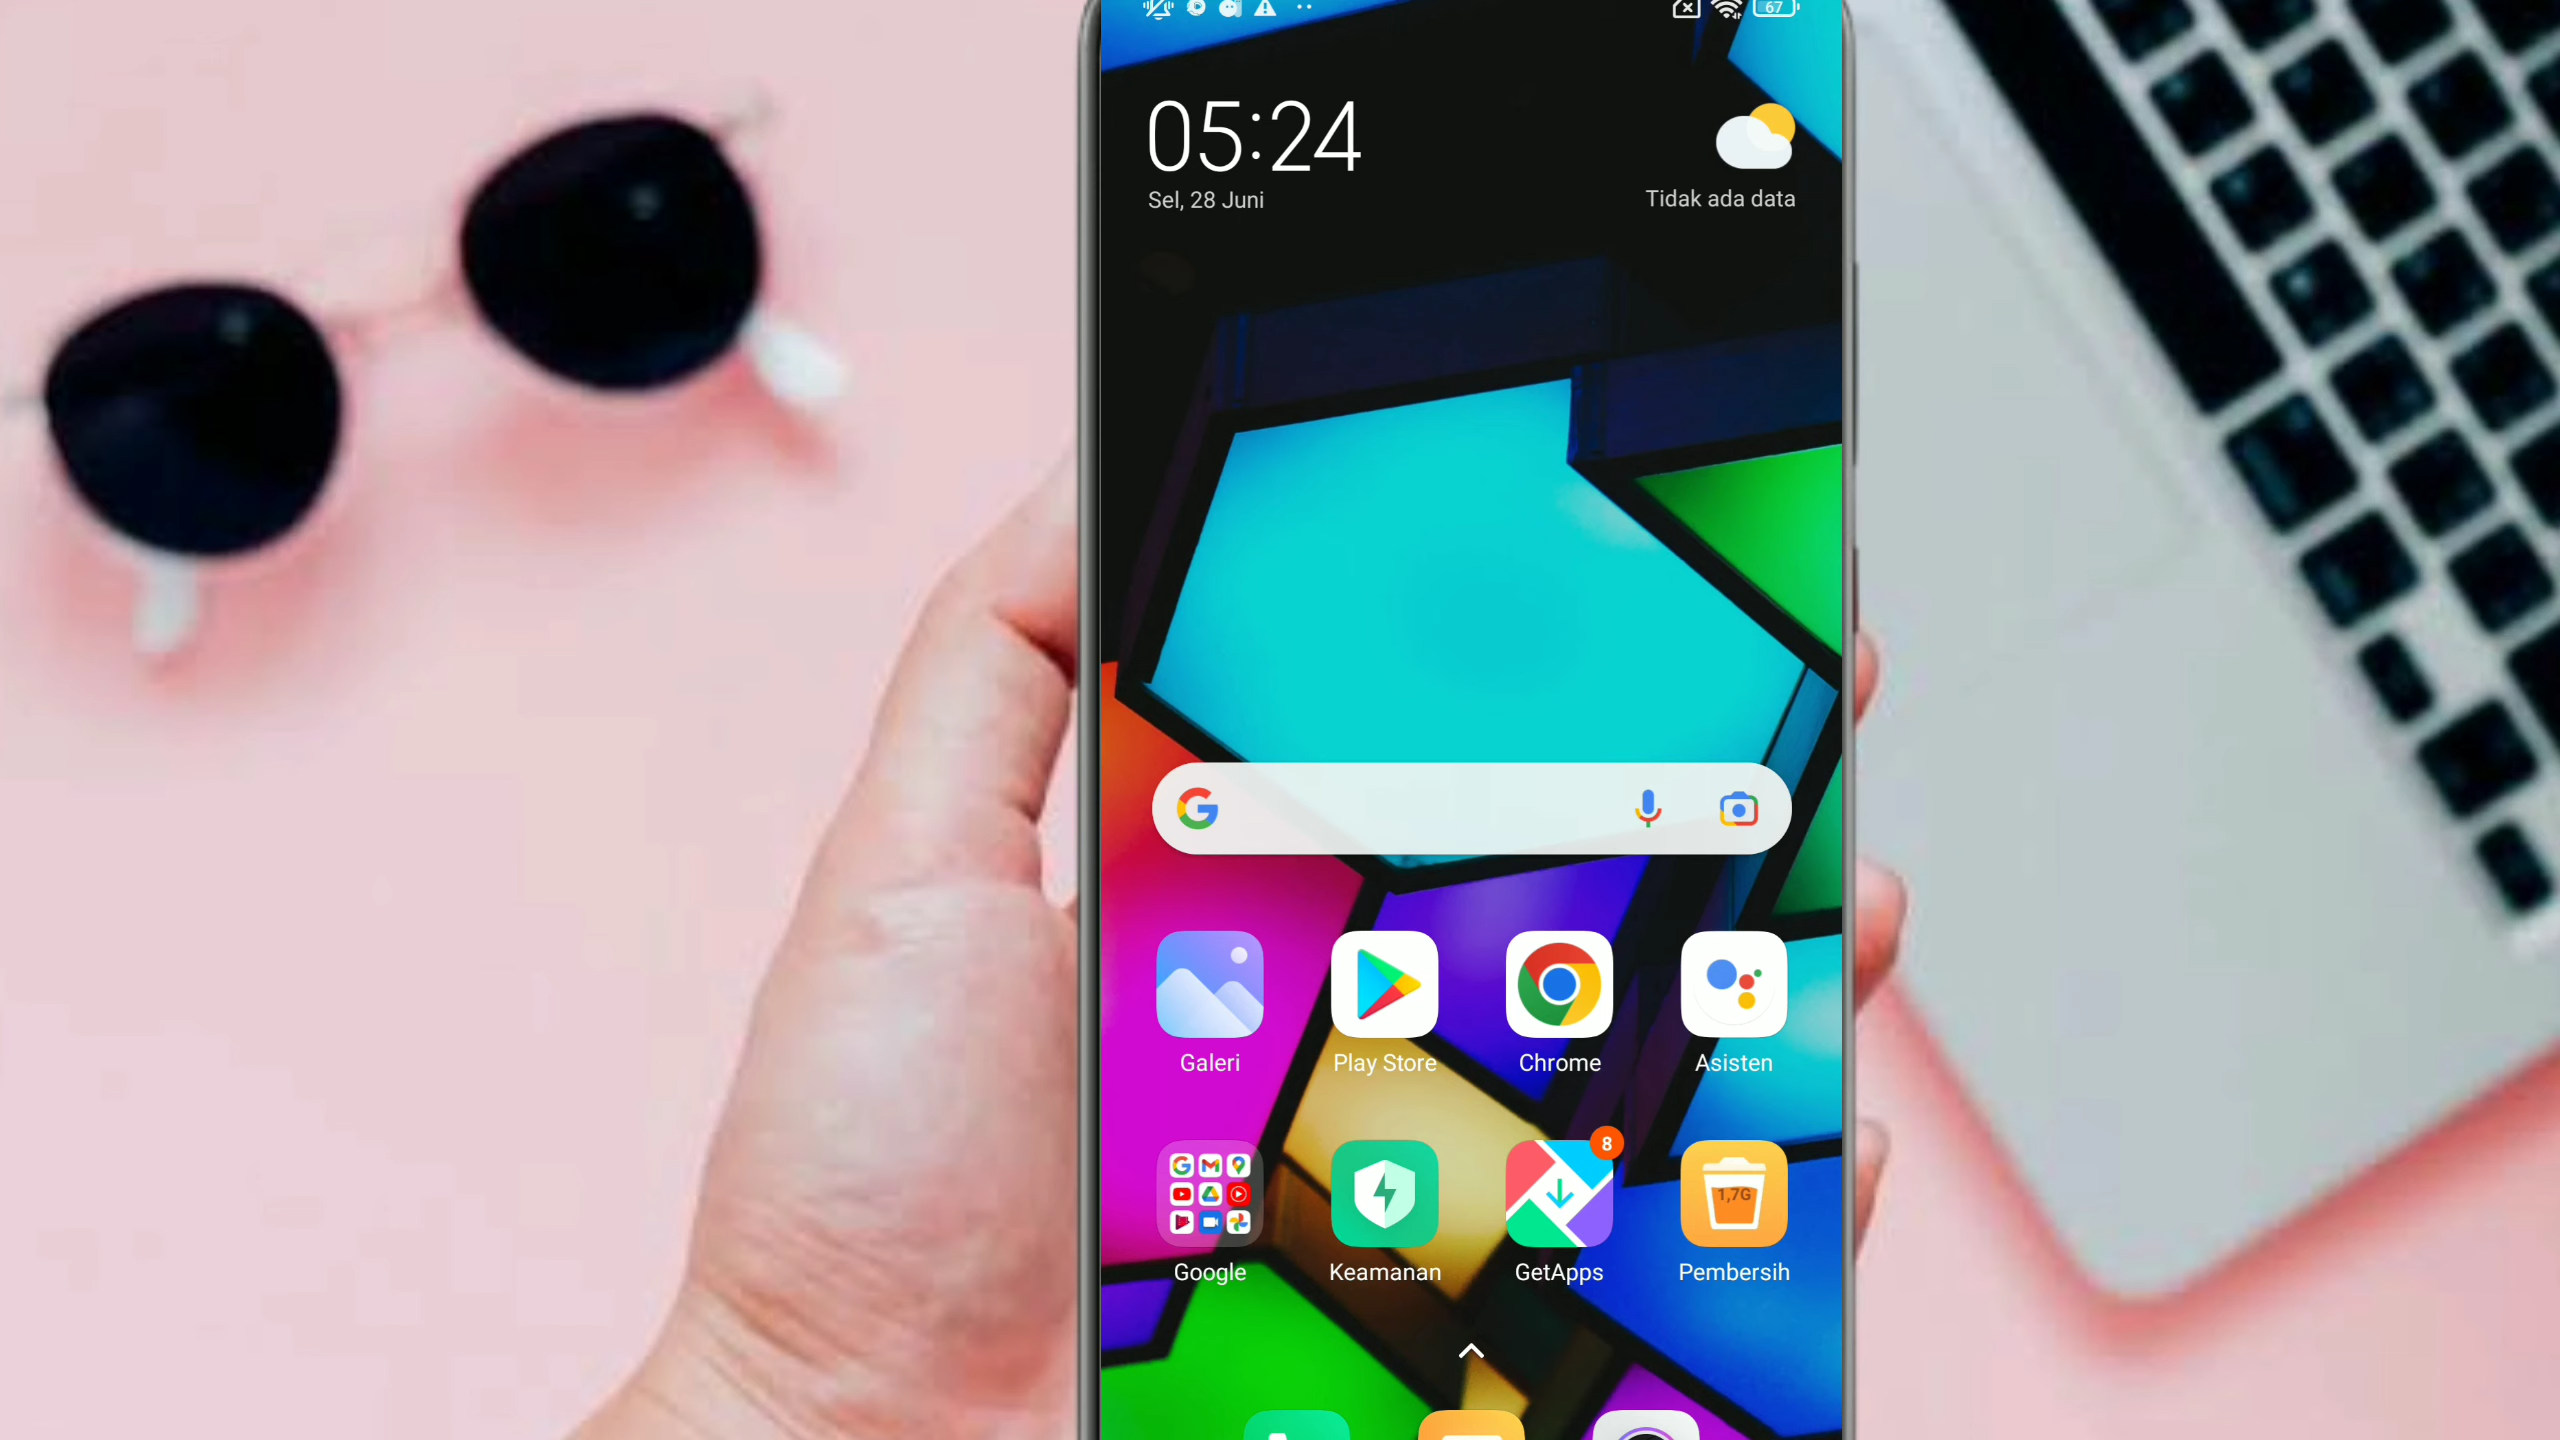 67
05:24
Sel, 28 Juni
Tidak ada data
Galeri
Play Store
Chrome
Asisten
8
1,7G
Google
Keamanan
GetApps
Pembersih